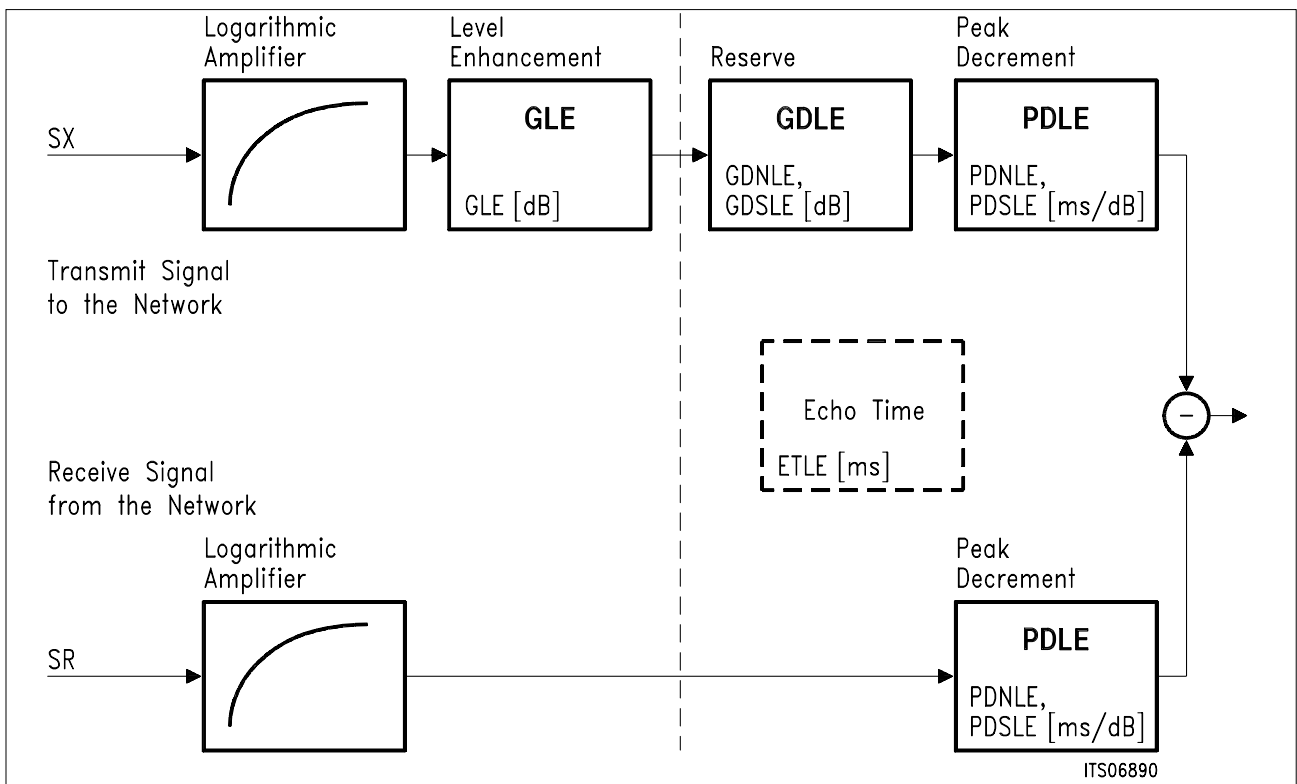 Logarithmic
Amplifier
Level
Enhancement
Reserve
Peak
Decrement
SX
GLE
GLE [dB]
GDLE
GDNLE,
GDSLE [dB]
PDLE
PDNLE,
PDSLE [ms/dB]
Transmit Signal
to the Network
Echo Time
ETLE [ms]
−
Receive Signal
from the Network
Logarithmic
Amplifier
Peak
Decrement
SR
PDLE
PDNLE,
PDSLE [ms/dB]
ITS06890